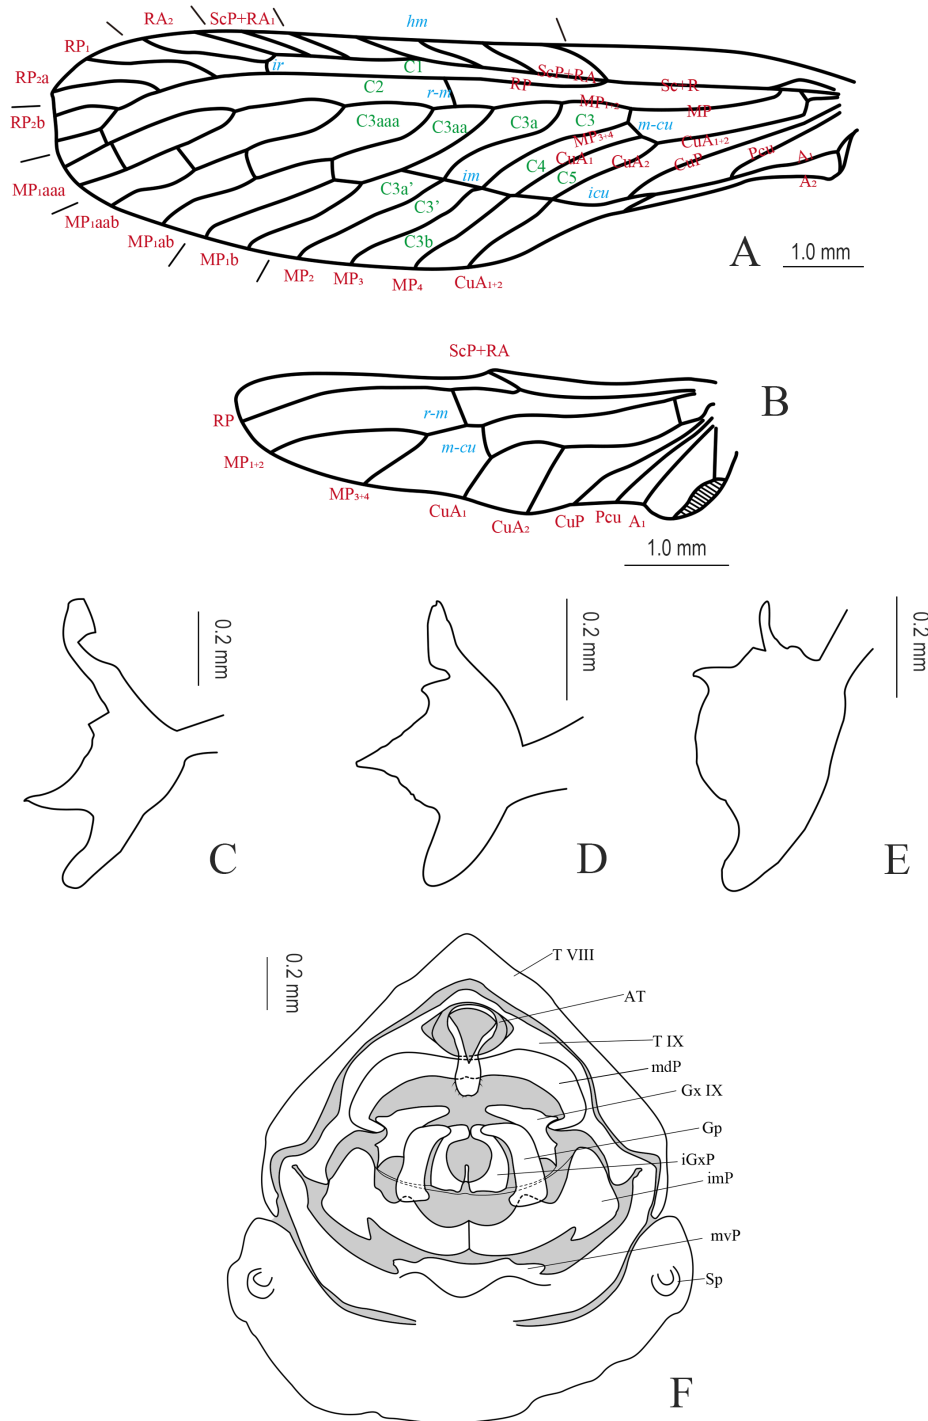 RA₂ ScP+RA₁ hm
RP₁ ir C1 ScP+RA Sc+R
RP₂a C2 r-m RP MP₁₊₂ MP
RP₂b C3aaa C3aa C3a C3 m-cu
MP₃₊₄ CuA₁₊₂
C4 CuA₁ CuA₂ CuP Pcu A₁
MP₁aaa im C5 A₂
C3a' icu
MP₁aab C3'
MP₁ab C3b
MP₁b MP₂ MP₃ MP₄ CuA₁₊₂
A
1.0 mm
ScP+RA
B
RP r-m
MP₁₊₂ m-cu
MP₃₊₄
CuA₁ CuA₂ CuP Pcu A₁
1.0 mm
0.2 mm
0.2 mm
0.2 mm
C
D
E
0.2 mm
T VIII
AT
T IX
mdP
Gx IX
Gp
iGxP
imP
mvP
Sp
F